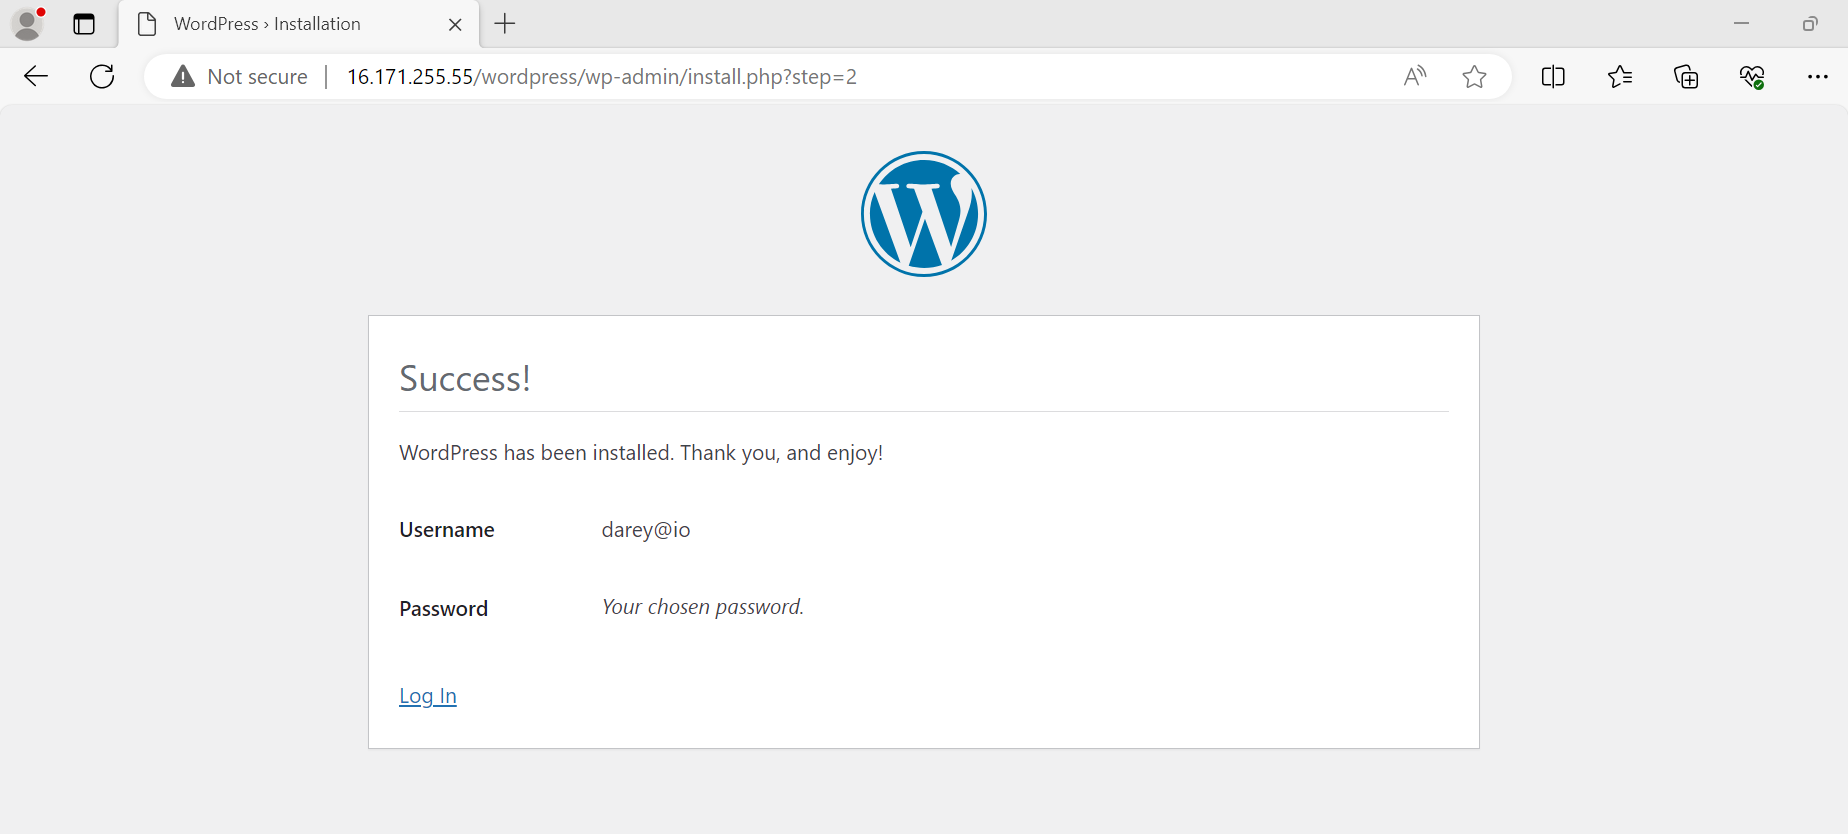 WordPress › Installation
Not secure
16.171.255.55/wordpress/wp-admin/install.php?step=2
Success!
WordPress has been installed. Thank you, and enjoy!
Username darey@io
Password Your chosen password.
Log In